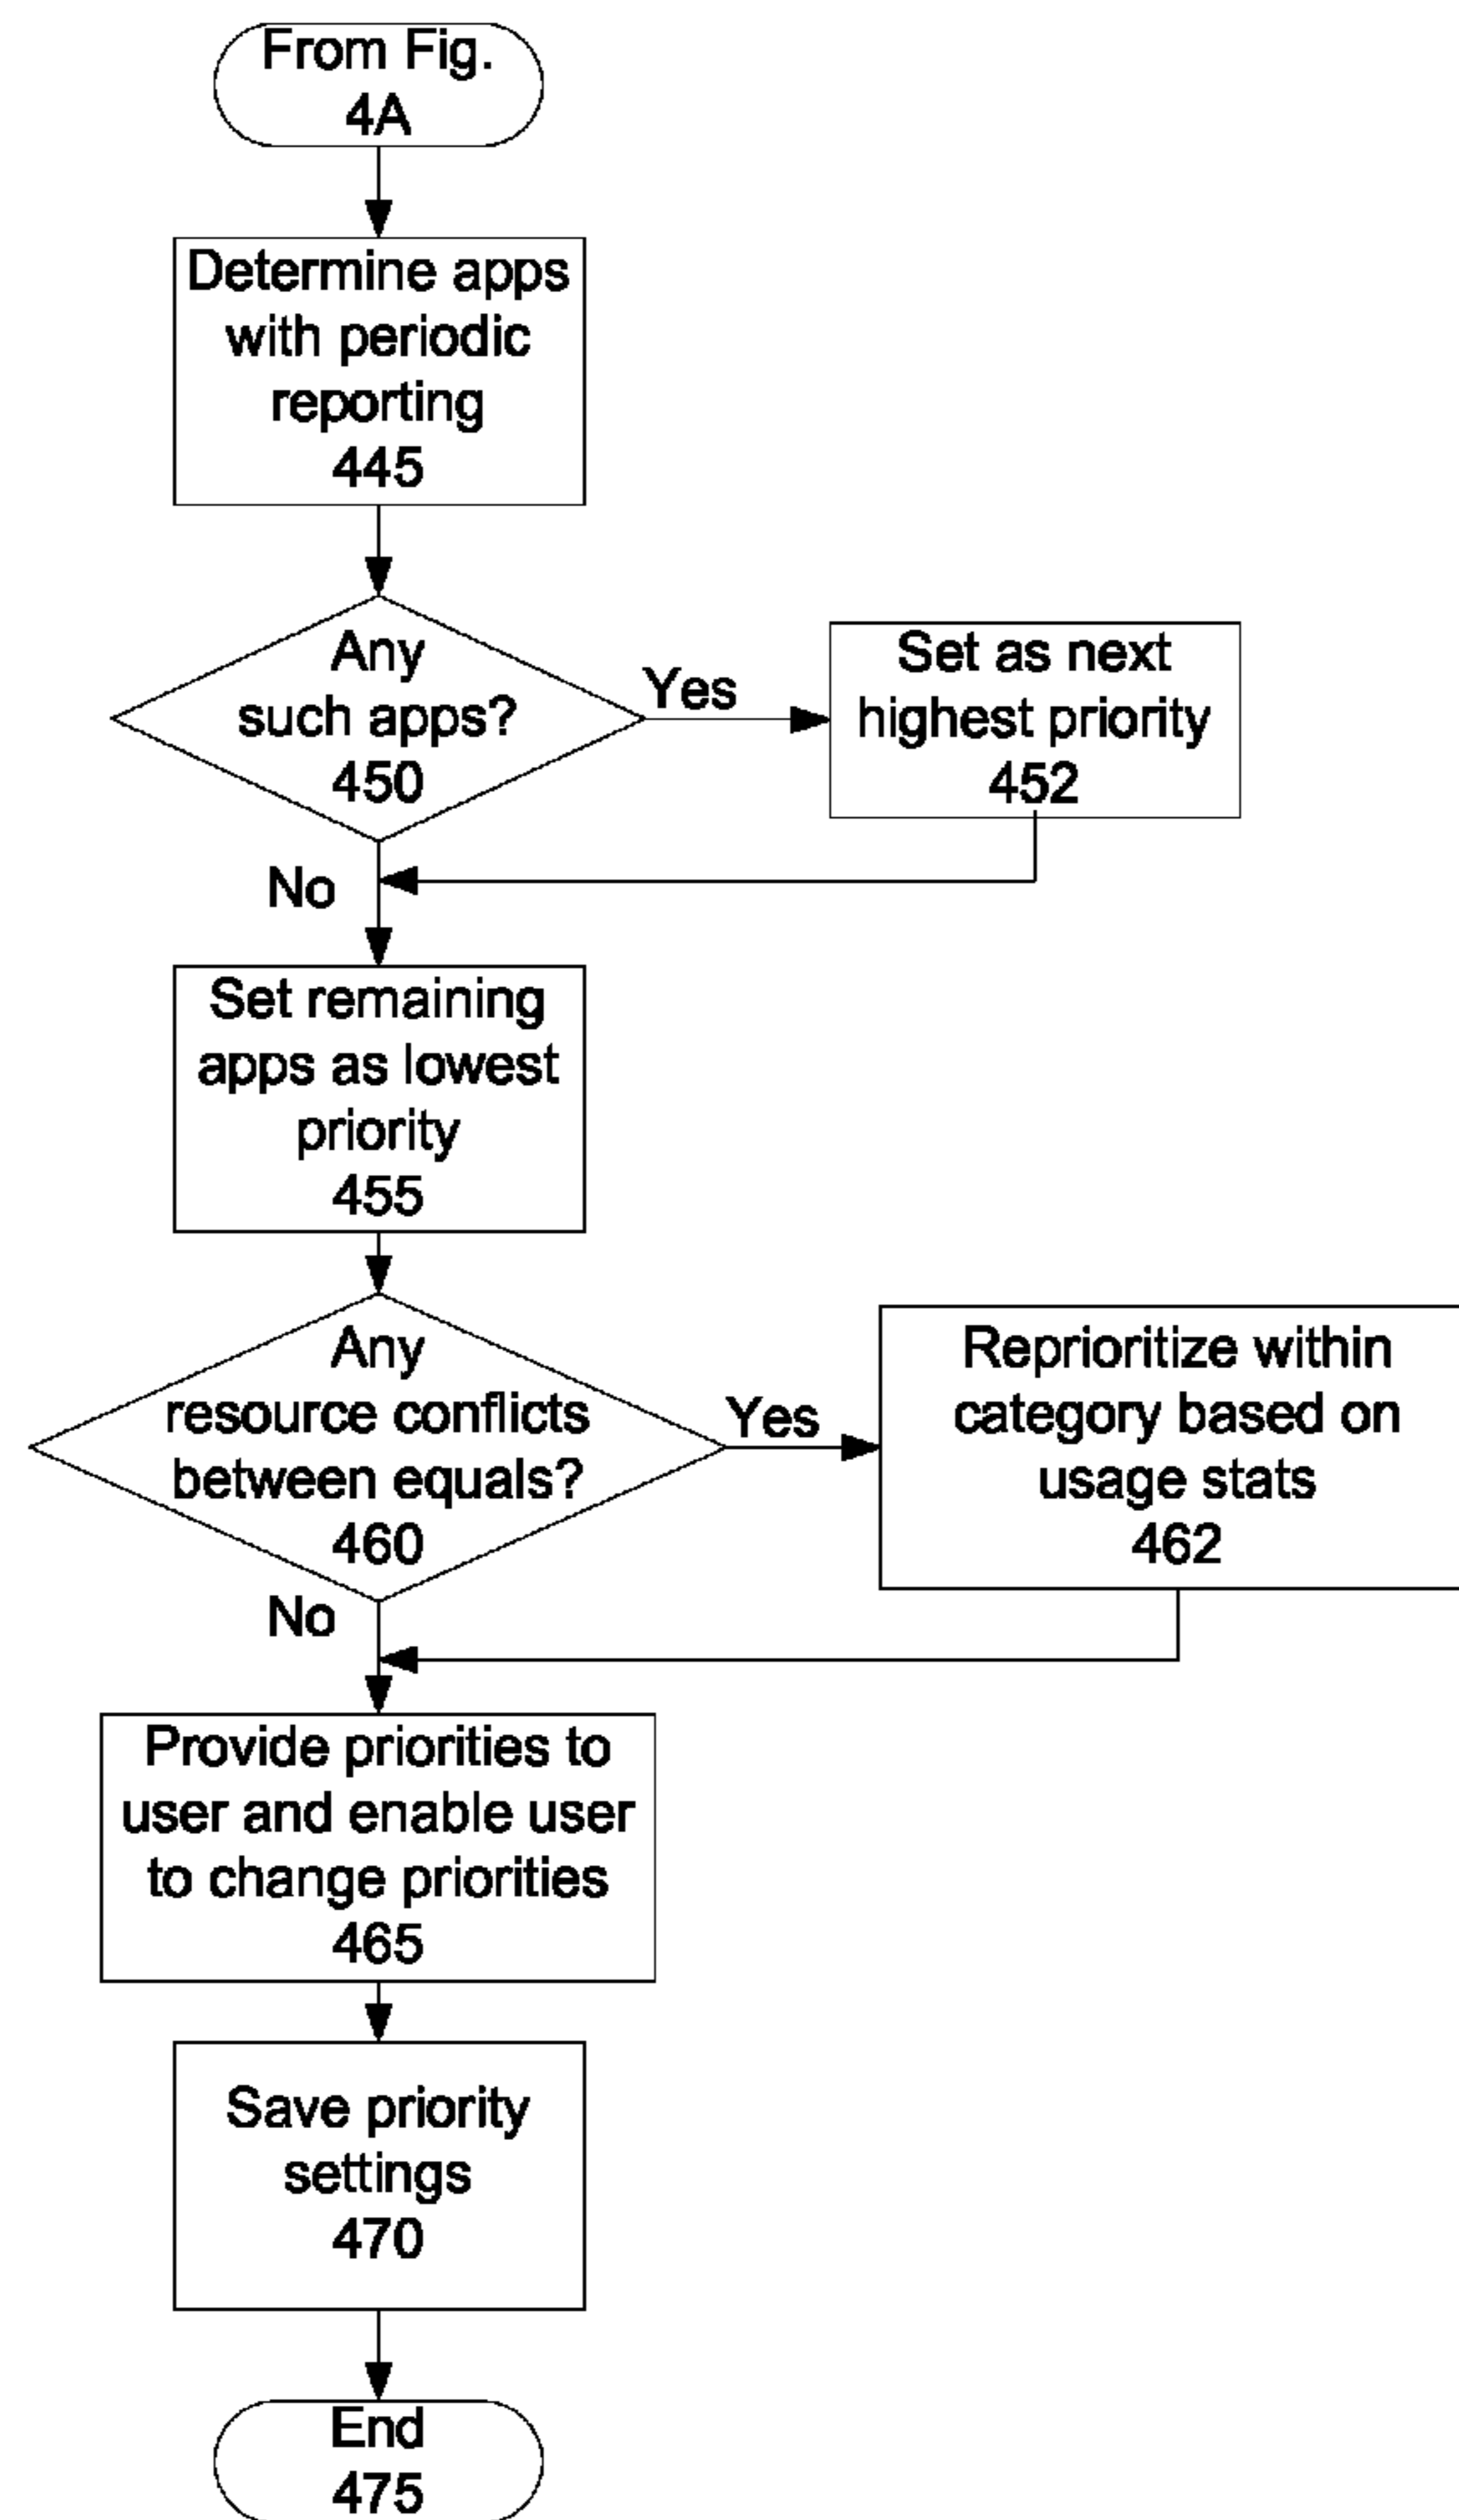 From Fig.
4A
Determine apps
with periodic
reporting
445
Any
such apps?
450
Yes
Set as next
highest priority
452
No
Set remaining
apps as lowest
priority
455
Any
resource conflicts
between equals?
460
Yes
Reprioritize within
category based on
usage stats
462
No
Provide priorities to
user and enable user
to change priorities
465
Save priority
settings
470
End
475